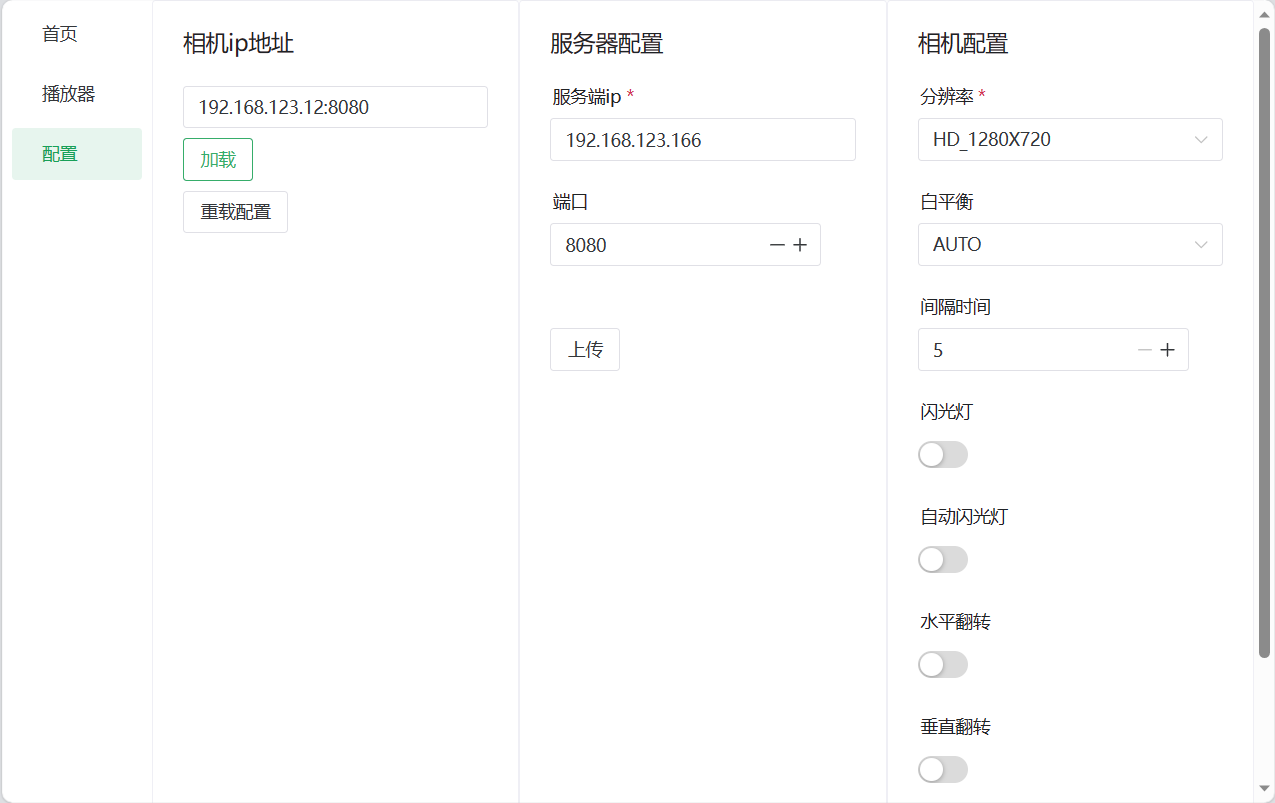 首页
播放器
配置
相机ip地址
192.168.123.12:8080
加载
重载配置
服务器配置
服务端ip *
192.168.123.166
端口
8080
上传
相机配置
分辨率 *
HD_1280X720
白平衡
AUTO
间隔时间
5
闪光灯
自动闪光灯
水平翻转
垂直翻转